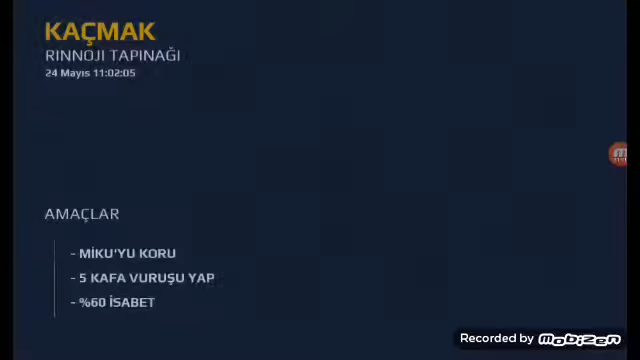 KAÇMAK
RINNOJI TAPINAĞI
24 Mayıs 11:02:05
AMAÇLAR
- MİKU'YU KORU
- 5 KAFA VURUŞU YAP
- %60 İSABET
Recorded by MOBIZEN